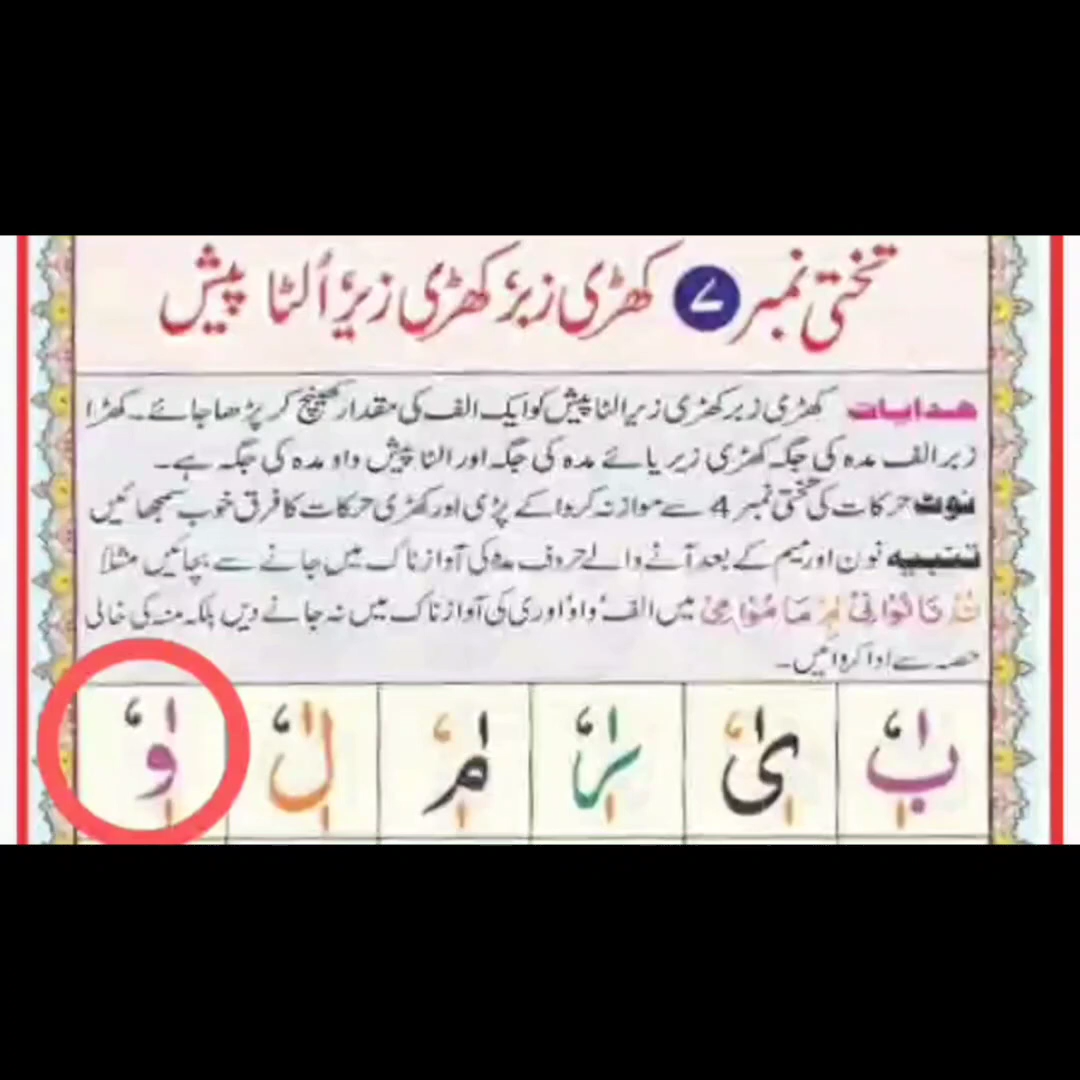 تختی نمبر ۷ کھڑی زبر، کھڑی زیر، اُلٹا پیش
ھدایات کھڑی زبر کھڑی زیر الٹا پیش کو ایک الف کی مقدار کھینچ کر پڑھا جائے۔ کھڑا
زبر الف مدہ کی جگہ کھڑی زیر یائے مدہ کی جگہ اور الٹا پیش واو مدہ کی جگہ ہے۔
نوٹ حرکات کی تختی نمبر 4 سے موازنہ کروا کے پڑی اور کھڑی حرکات کا فرق خوب سمجھائیں
تنبیہ نون اور میم کے بعد آنے والے حروف مدہ کی آواز ناک میں جانے سے بچائیں مثلاً
نَا نُوْا نِیْ مَا مُوْا مِیْ میں الف، واو اور ی کی آواز ناک میں نہ جانے دیں بلکہ منہ کی خالی
حصہ سے ادا کروائیں۔
بٰٖٗ یٰٖٗ رٰٖٗ مٰٖٗ لٰٖٗ وٰٖٗ